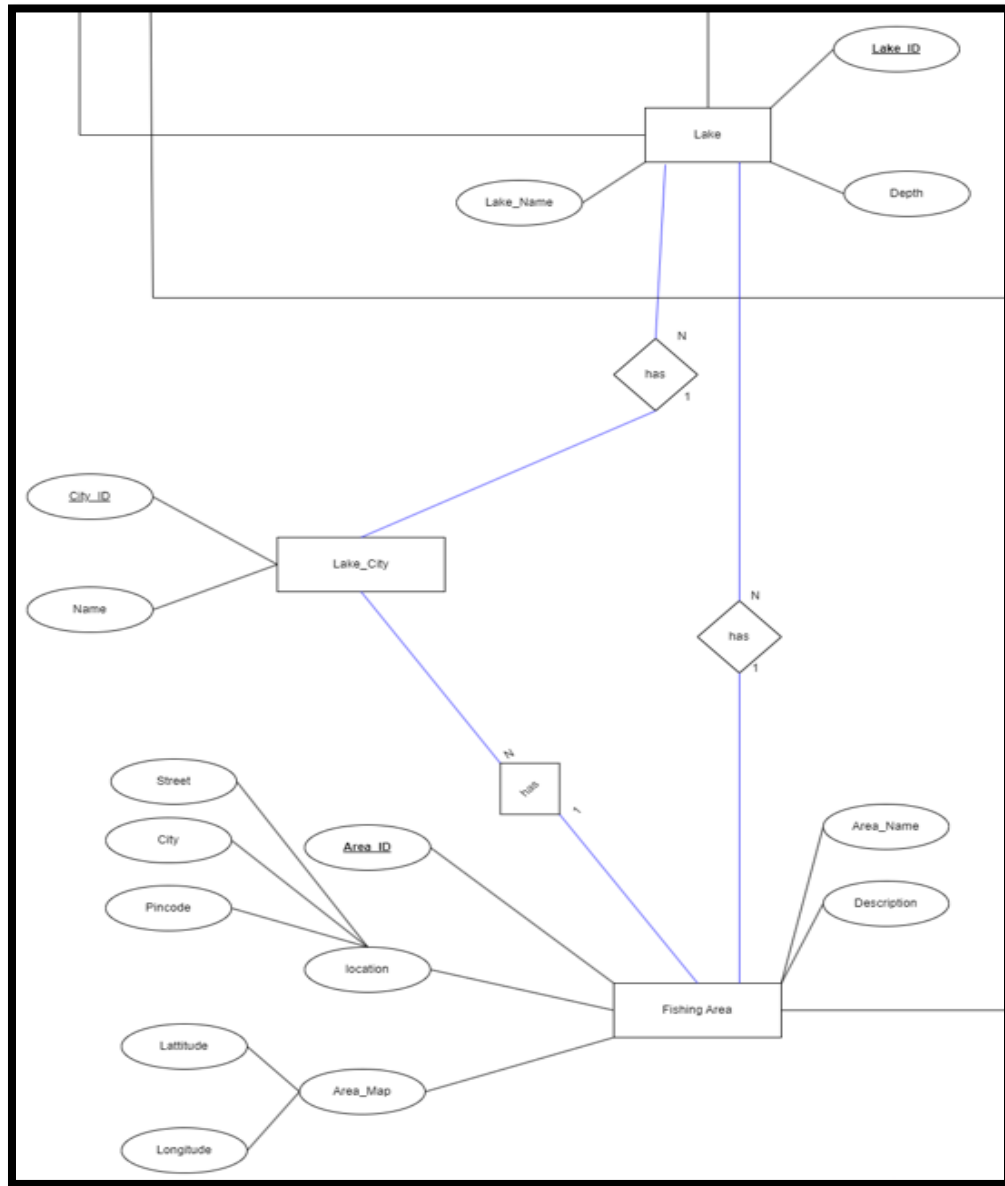 Lake_ID
Lake
Lake_Name
Depth
N
has
1
City_ID
Lake_City
Name
N
has
1
N
has
1
Street
City
Pincode
Area_ID
location
Area_Name
Description
Fishing Area
Lattitude
Area_Map
Longitude